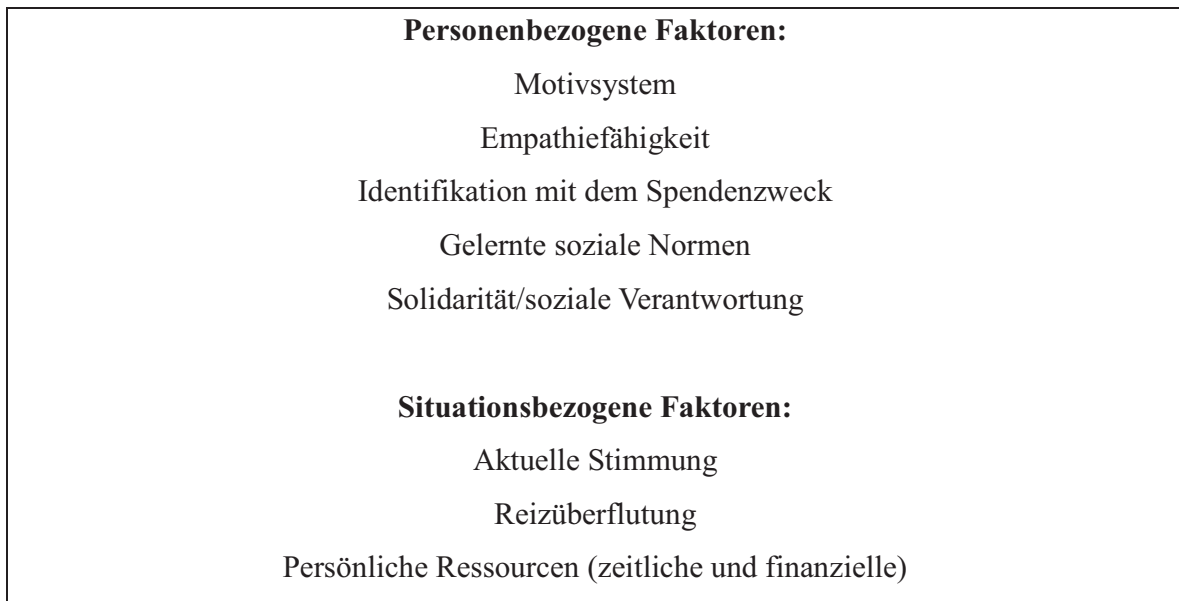 Personenbezogene Faktoren:
Motivsystem
Empathiefähigkeit
Identifikation mit dem Spendenzweck
Gelernte soziale Normen
Solidarität/soziale Verantwortung
Situationsbezogene Faktoren:
Aktuelle Stimmung
Reizüberflutung
Persönliche Ressourcen (zeitliche und finanzielle)